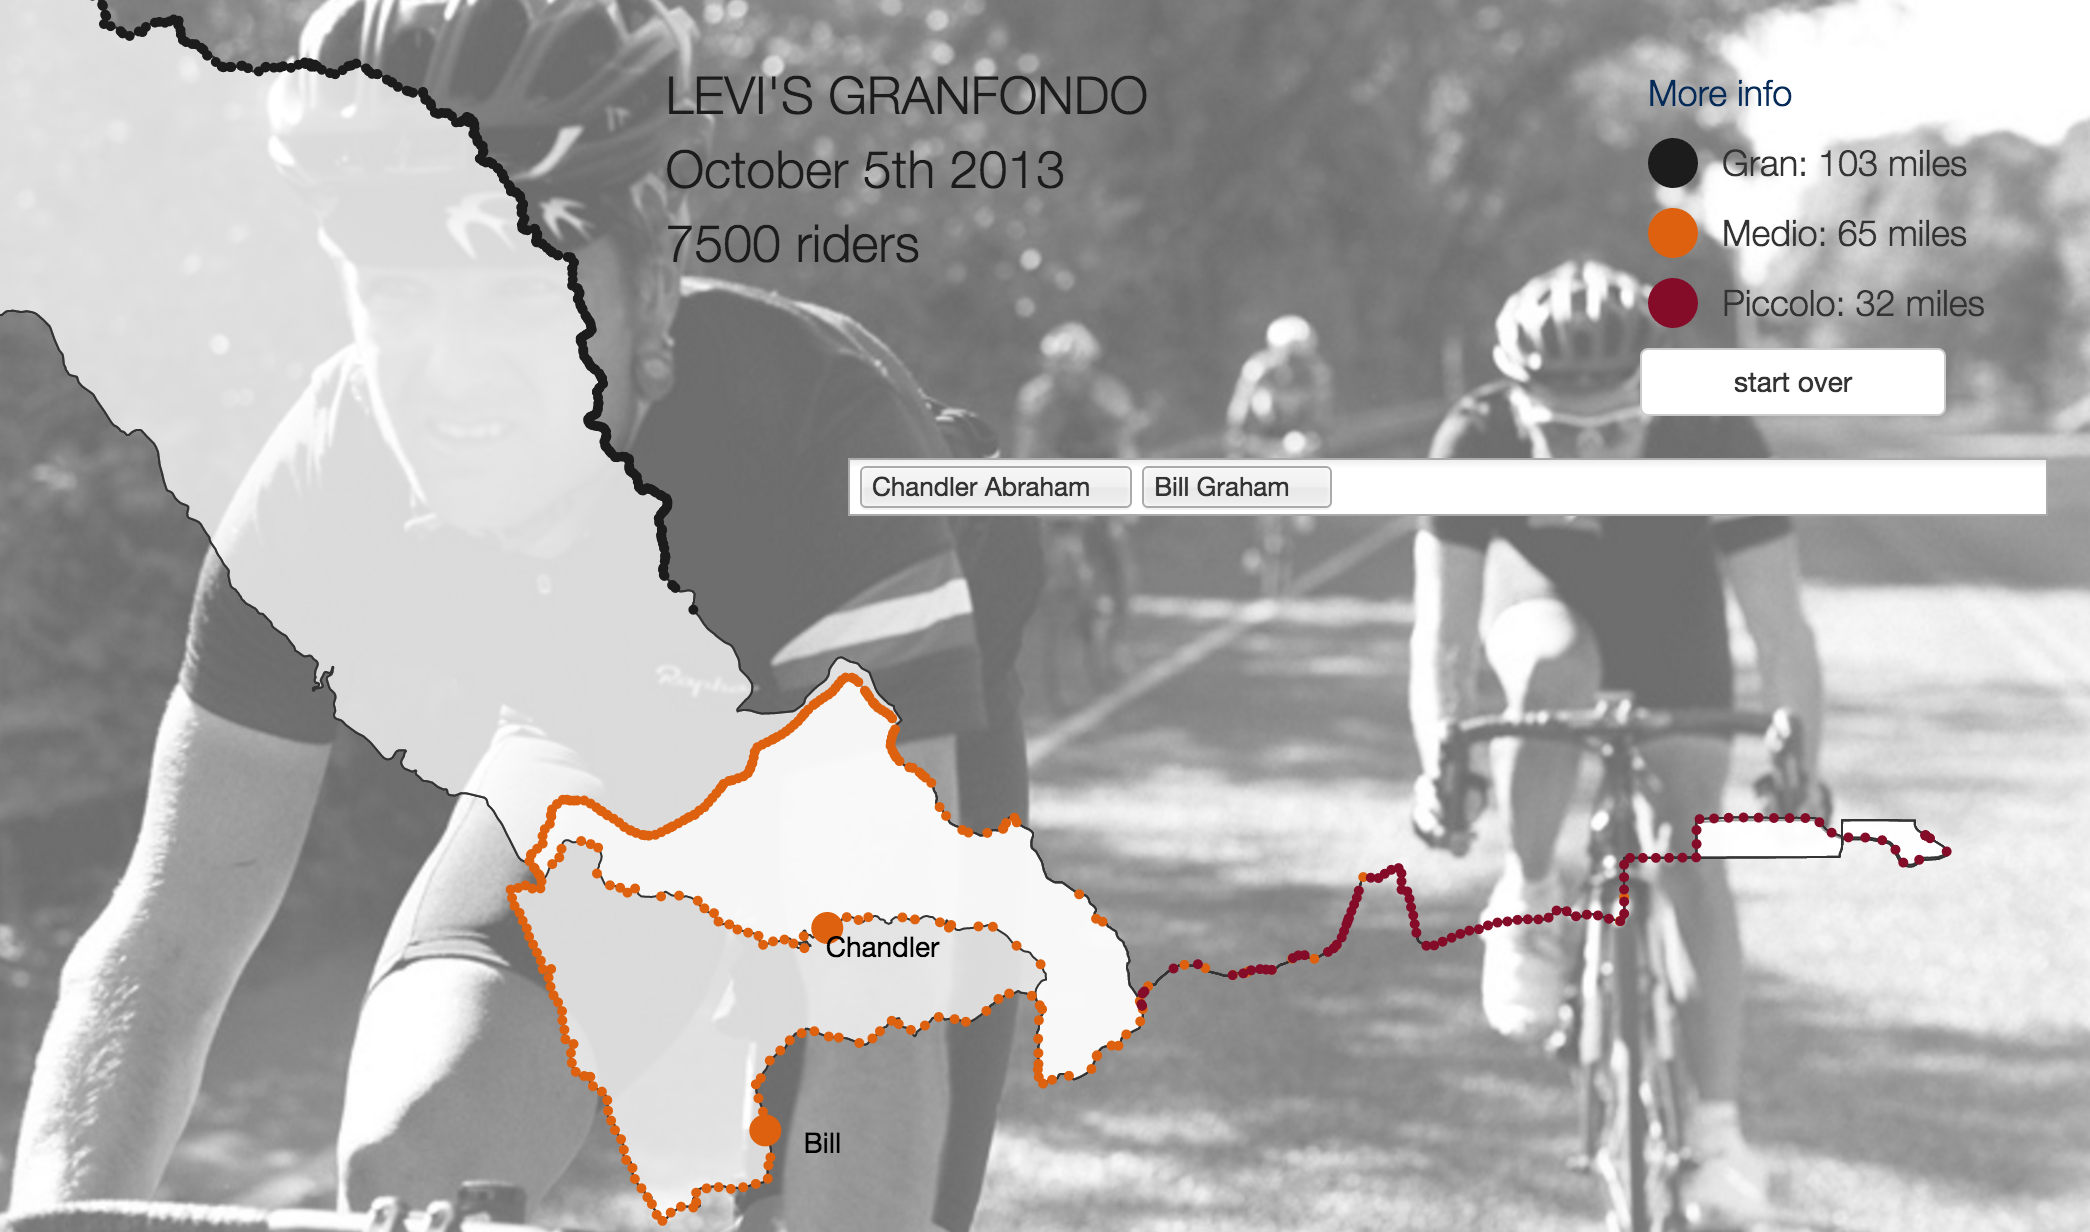 LEVI'S GRANFONDO
October 5th 2013
7500 riders
More info
Gran: 103 miles
Medio: 65 miles
Piccolo: 32 miles
start over
Chandler Abraham
Bill Graham
Chandler
Bill